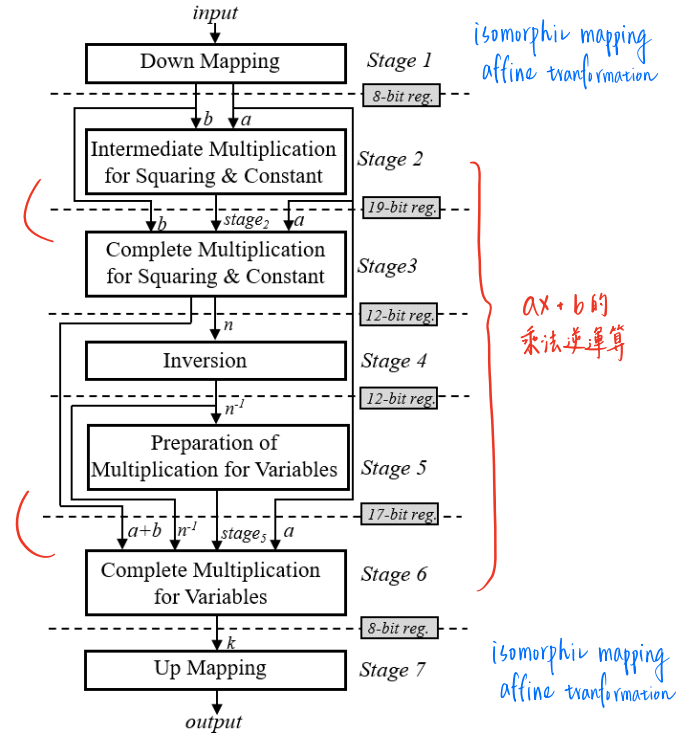 input
Down Mapping
Stage 1
isomorphic mapping
affine tranformation
8-bit reg.
b
a
Intermediate Multiplication
for Squaring & Constant
Stage 2
19-bit reg.
b
stage2
a
Complete Multiplication
for Squaring & Constant
Stage3
12-bit reg.
n
ax+b的
乘法逆運算
Inversion
Stage 4
12-bit reg.
n-1
Preparation of
Multiplication for Variables
Stage 5
17-bit reg.
a+b
n-1
stage5
a
Complete Multiplication
for Variables
Stage 6
8-bit reg.
k
Up Mapping
Stage 7
isomorphic mapping
affine tranformation
output